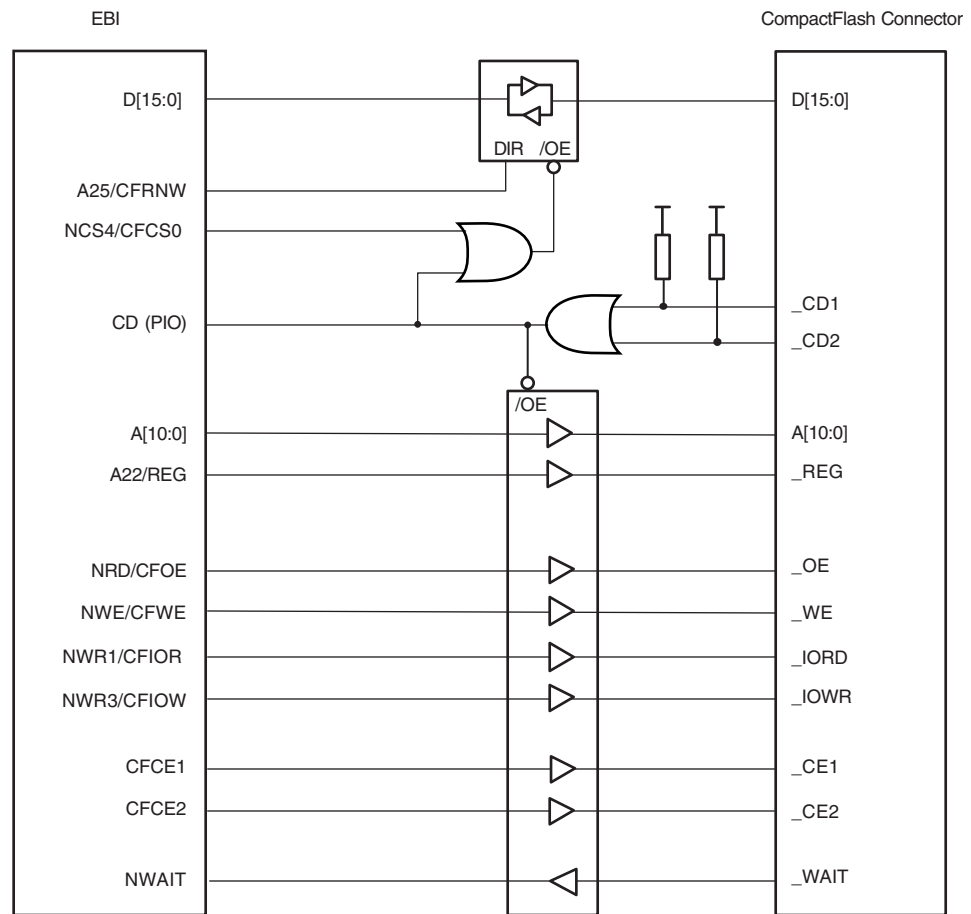 EBI
CompactFlash Connector
D[15:0]
D[15:0]
DIR /OE
A25/CFRNW
NCS4/CFCS0
_CD1
CD (PIO)
_CD2
/OE
A[10:0]
A[10:0]
A22/REG
_REG
NRD/CFOE
_OE
NWE/CFWE
_WE
NWR1/CFIOR
_IORD
NWR3/CFIOW
_IOWR
CFCE1
_CE1
CFCE2
_CE2
NWAIT
_WAIT